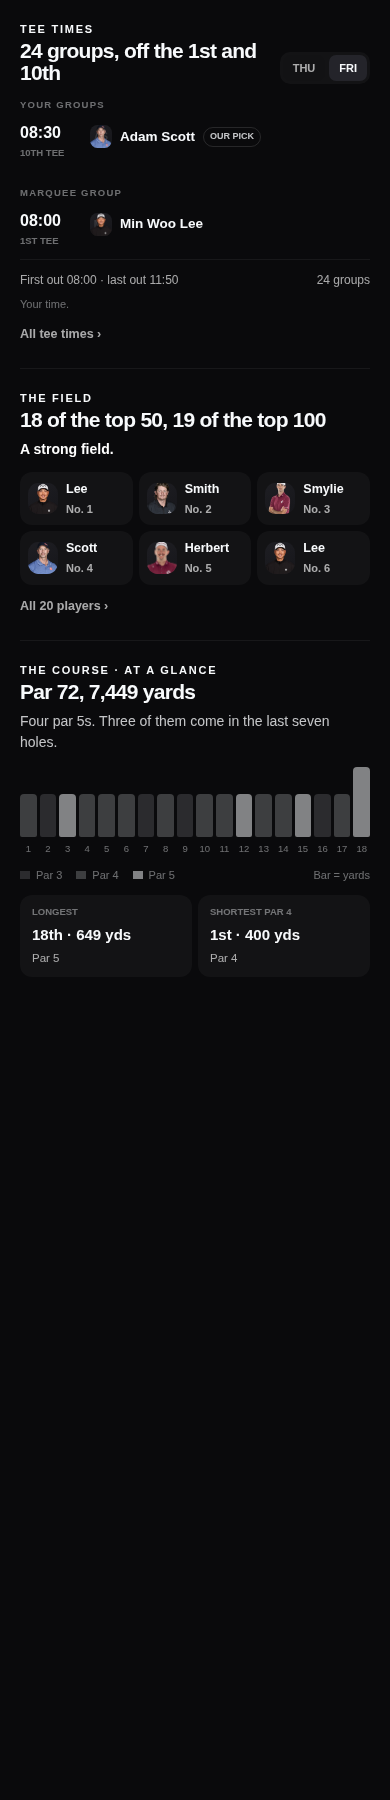 TEE TIMES
24 groups, off the 1st and
10th
THU FRI
YOUR GROUPS
08:30 Adam Scott OUR PICK
10TH TEE
MARQUEE GROUP
08:00 Min Woo Lee
1ST TEE
First out 08:00 · last out 11:50 24 groups
Your time.
All tee times ›
THE FIELD
18 of the top 50, 19 of the top 100
A strong field.
Lee Smith Smylie
No. 1 No. 2 No. 3
Scott Herbert Lee
No. 4 No. 5 No. 6
All 20 players ›
THE COURSE · AT A GLANCE
Par 72, 7,449 yards
Four par 5s. Three of them come in the last seven
holes.
1 2 3 4 5 6 7 8 9 10 11 12 13 14 15 16 17 18
Par 3 Par 4 Par 5 Bar = yards
LONGEST SHORTEST PAR 4
18th · 649 yds 1st · 400 yds
Par 5 Par 4